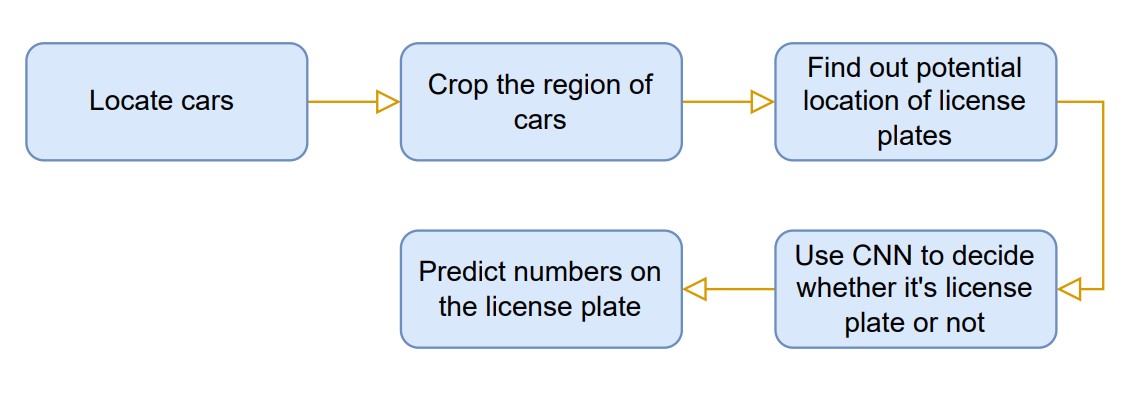 Locate cars
Crop the region of
cars
Find out potential
location of license
plates
Use CNN to decide
whether it's license
plate or not
Predict numbers on
the license plate